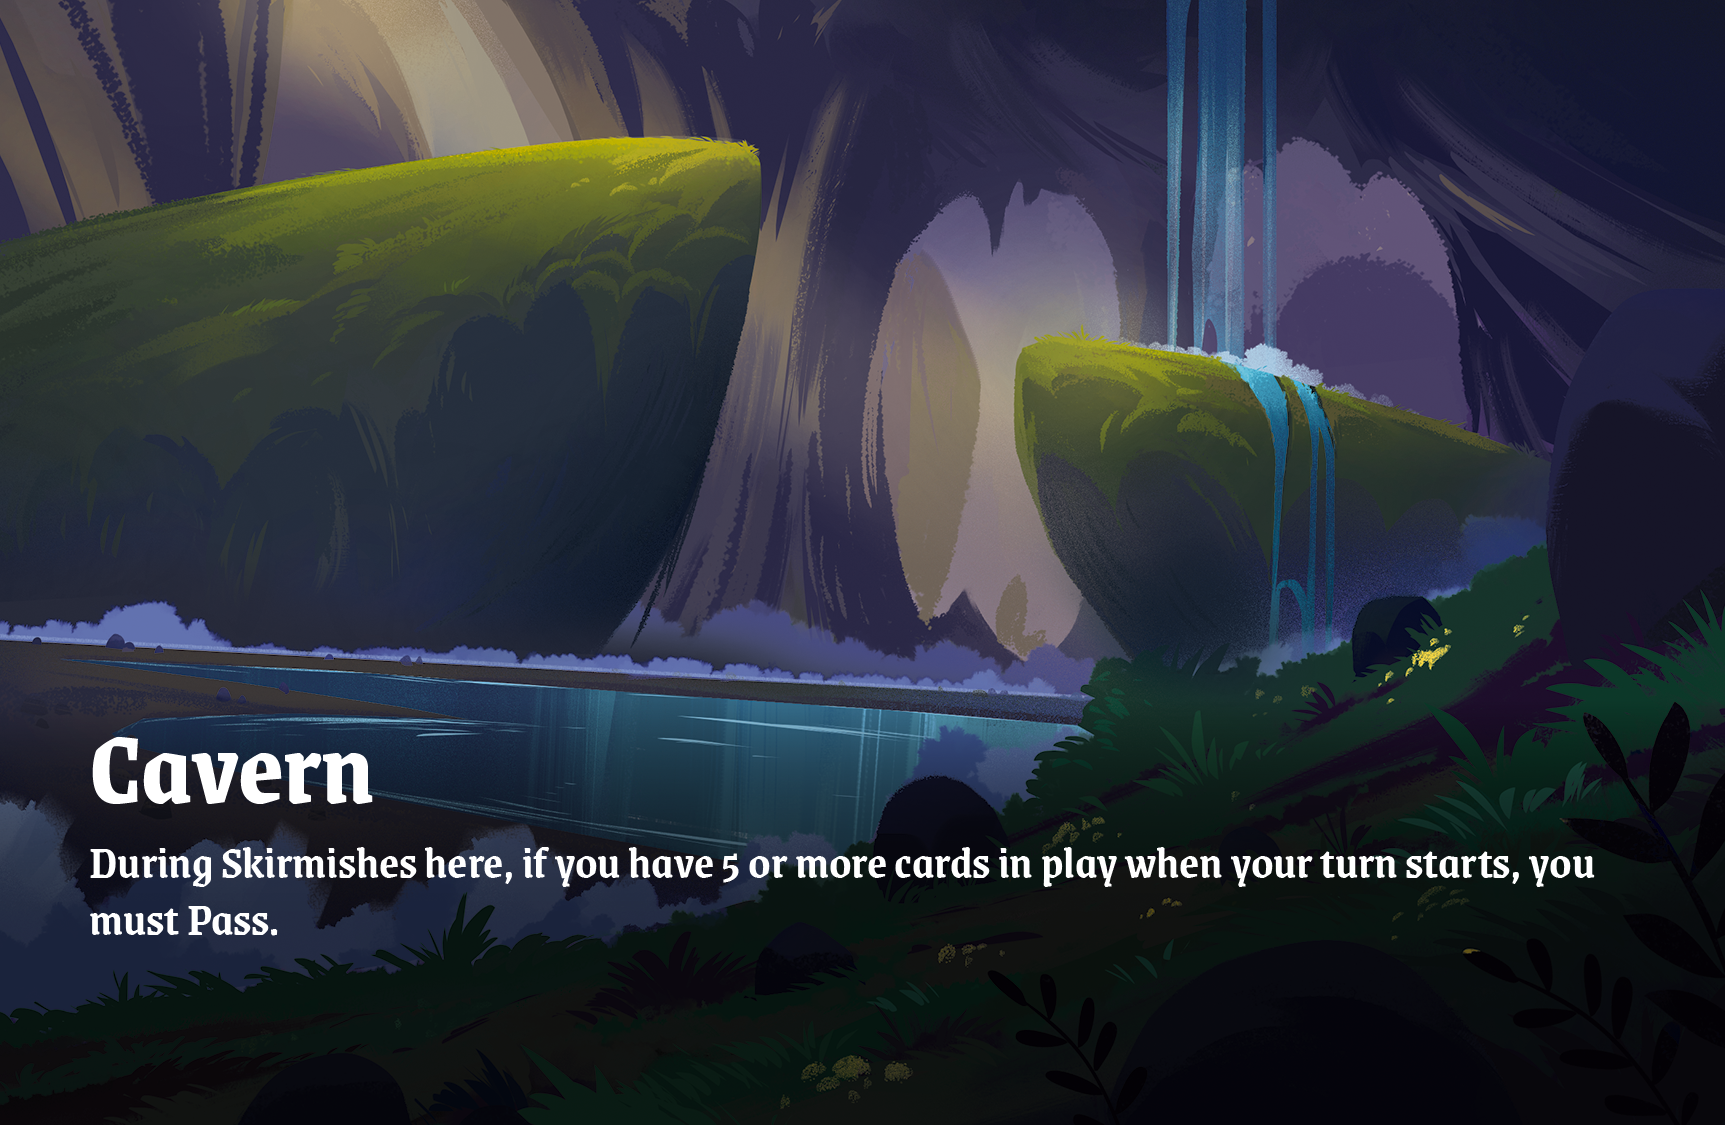 Cavern
During Skirmishes here, if you have 5 or more cards in play when your turn starts, you
must Pass.